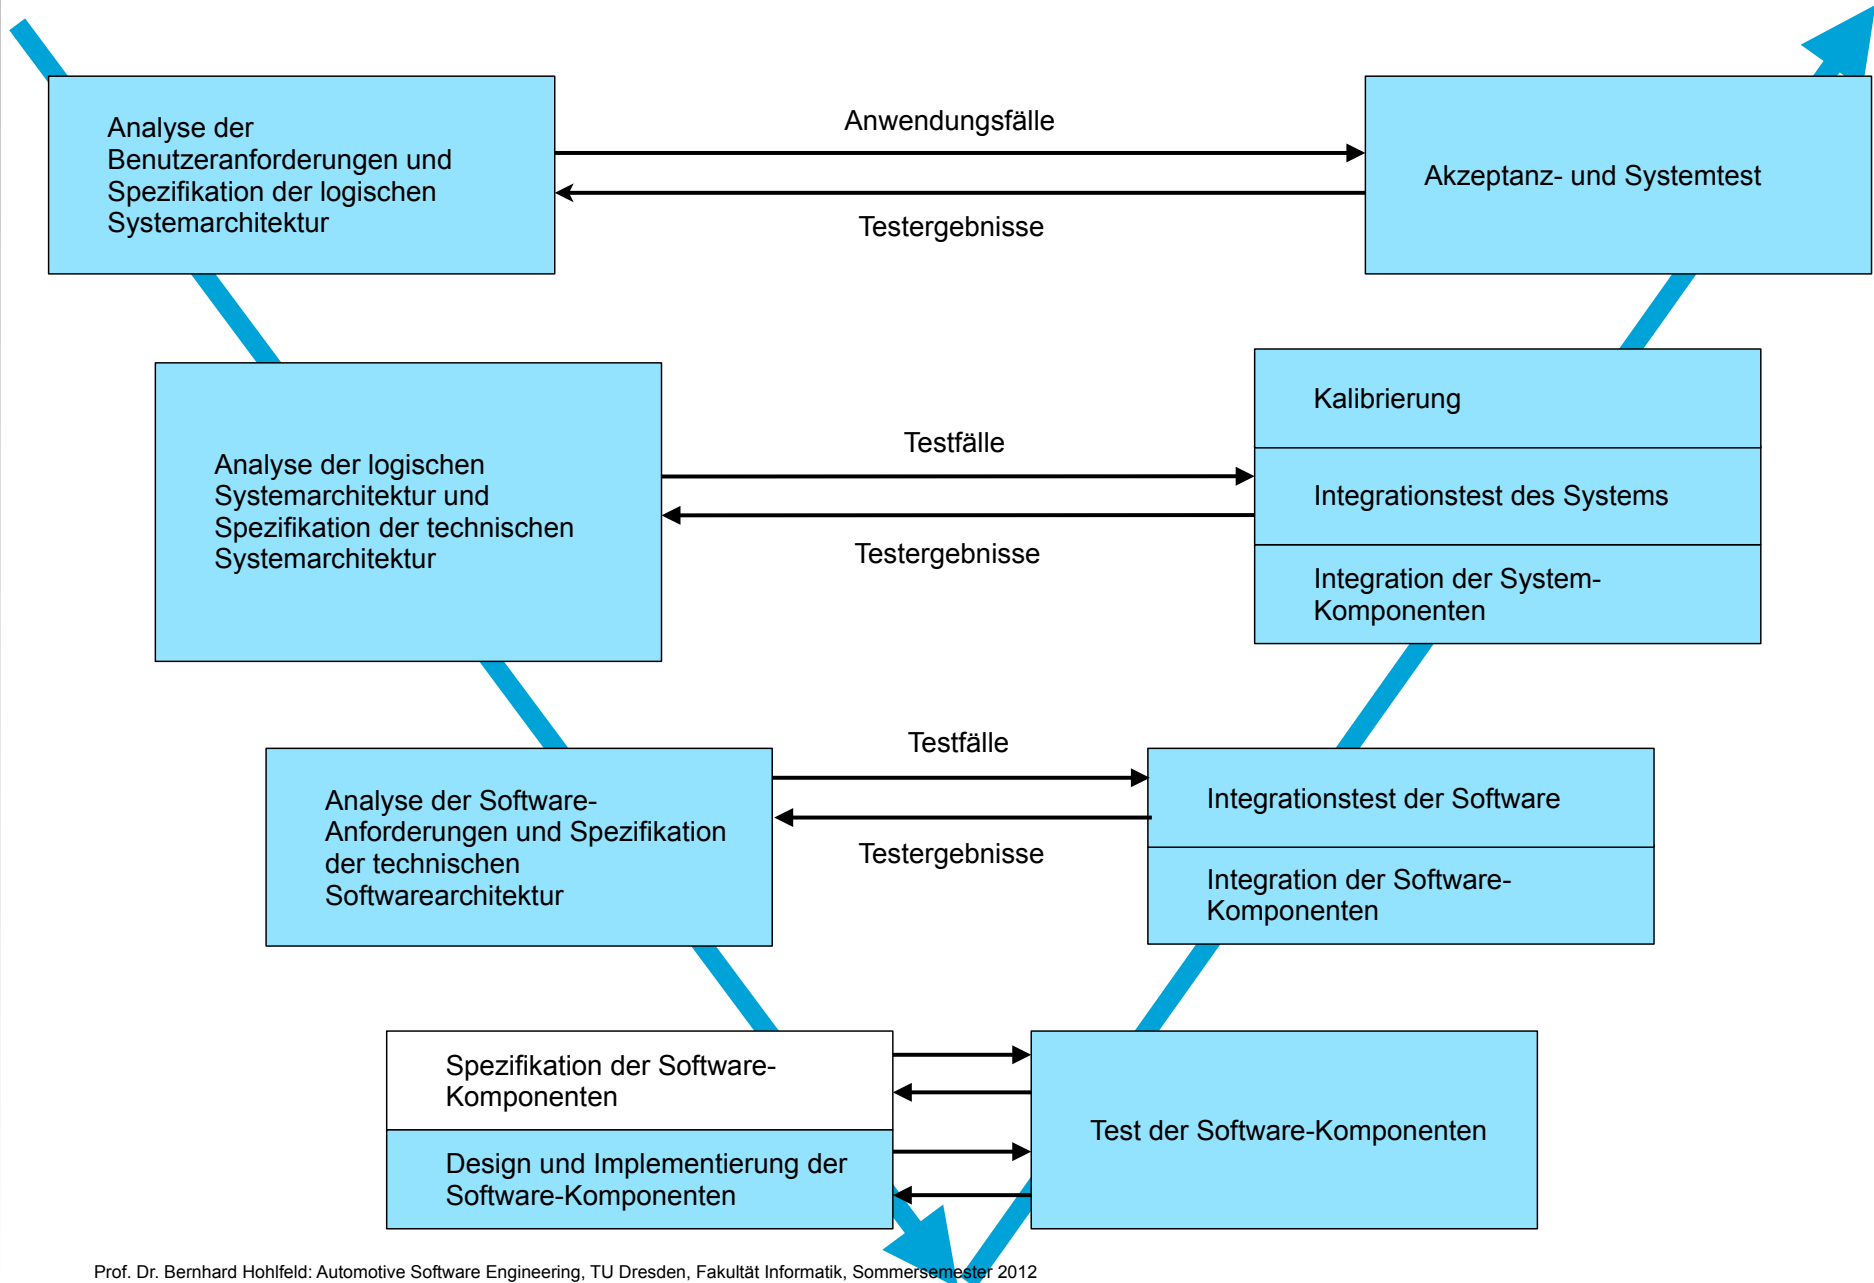 Analyse der
Benutzeranforderungen und
Spezifikation der logischen
Systemarchitektur
Anwendungsfälle
Testergebnisse
Akzeptanz- und Systemtest
Analyse der logischen
Systemarchitektur und
Spezifikation der technischen
Systemarchitektur
Testfälle
Testergebnisse
Kalibrierung
Integrationstest des Systems
Integration der System-
Komponenten
Analyse der Software-
Anforderungen und Spezifikation
der technischen
Softwarearchitektur
Testfälle
Testergebnisse
Integrationstest der Software
Integration der Software-
Komponenten
Spezifikation der Software-
Komponenten
Design und Implementierung der
Software-Komponenten
Test der Software-Komponenten
Prof. Dr. Bernhard Hohlfeld: Automotive Software Engineering, TU Dresden, Fakultät Informatik, Sommersemester 2012